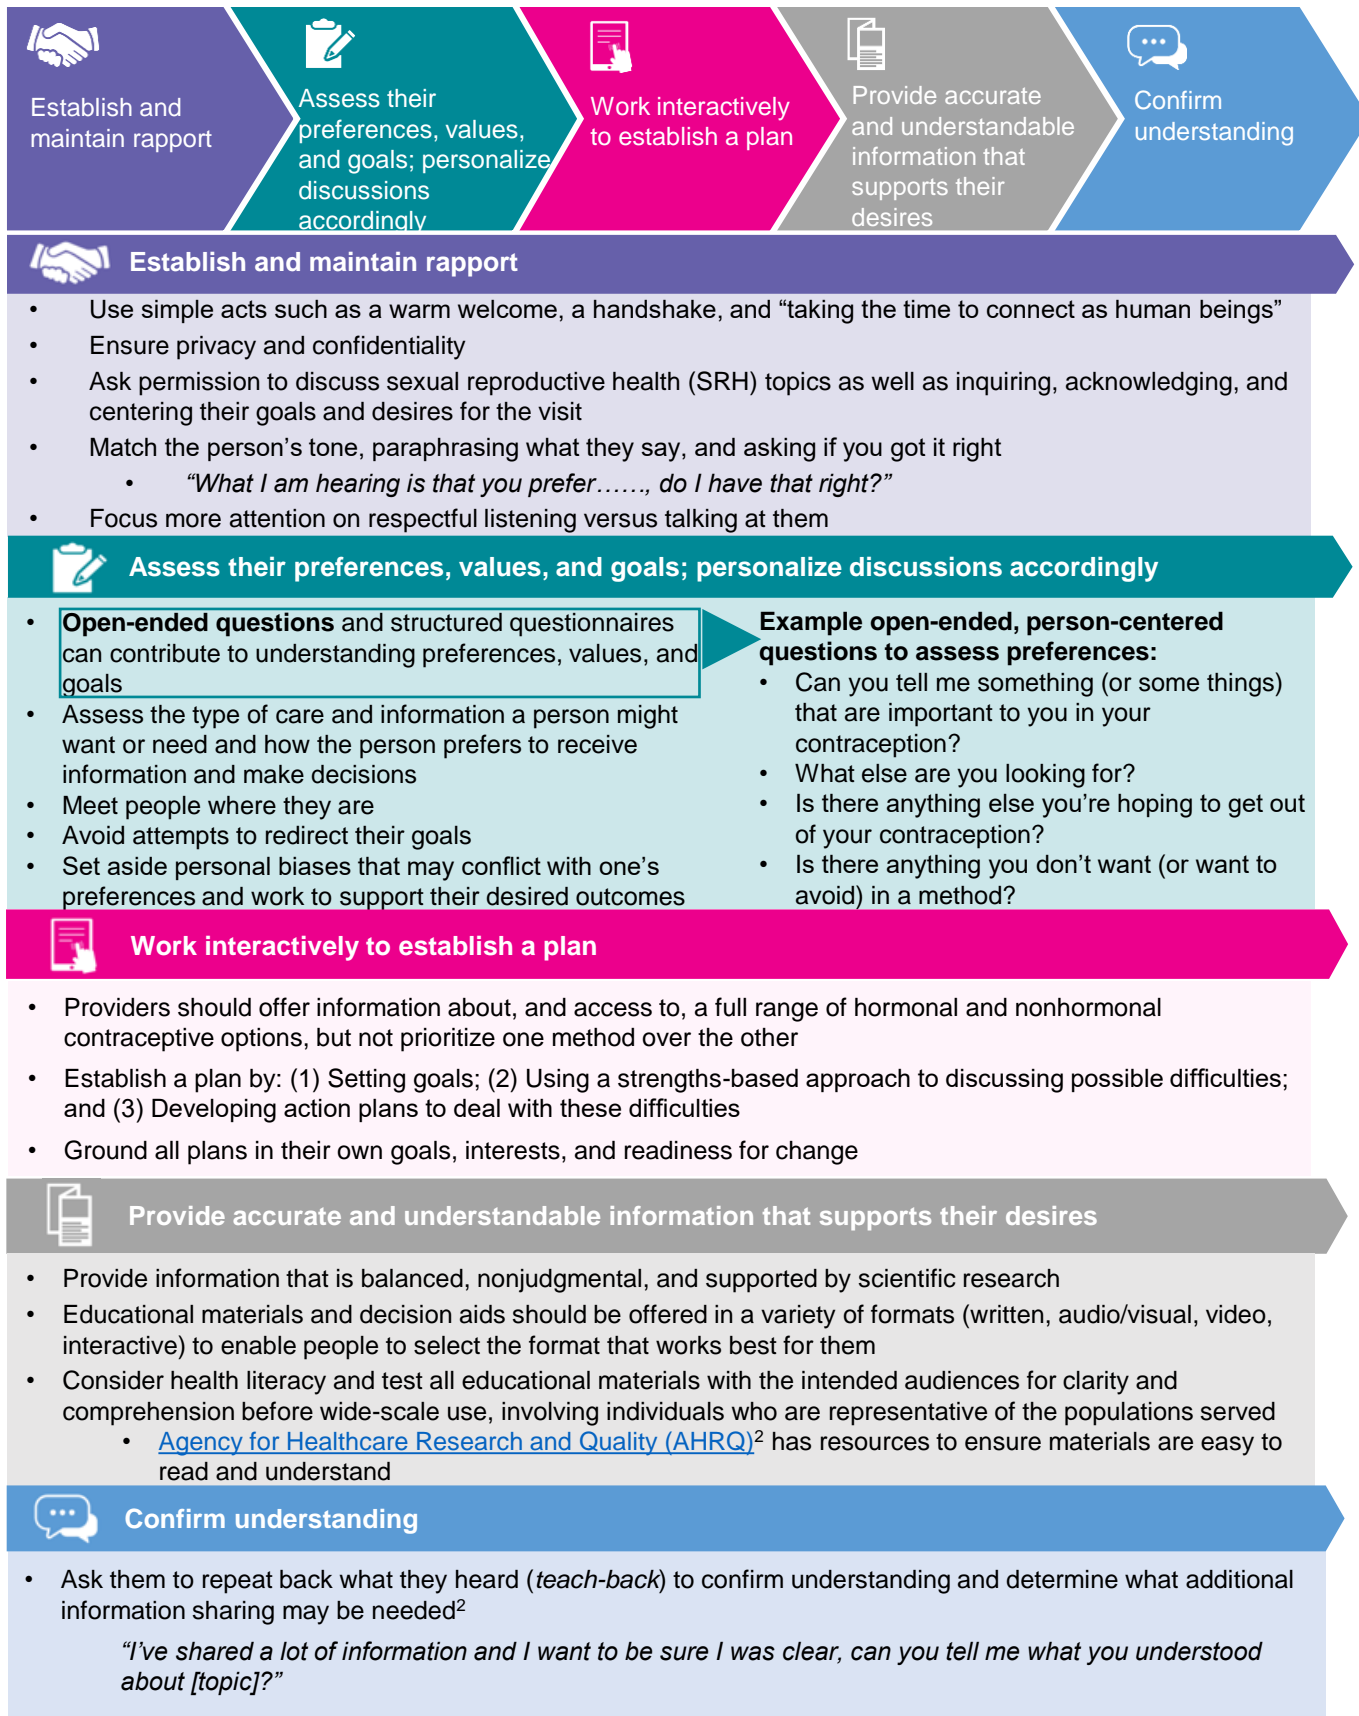 Establish and
maintain rapport
Assess their
preferences, values,
and goals; personalize
discussions
accordingly
Work interactively
to establish a plan
Provide accurate
and understandable
information that
supports their
desires
Confirm
understanding
Establish and maintain rapport
• Use simple acts such as a warm welcome, a handshake, and “taking the time to connect as human beings”
• Ensure privacy and confidentiality
• Ask permission to discuss sexual reproductive health (SRH) topics as well as inquiring, acknowledging, and
centering their goals and desires for the visit
• Match the person’s tone, paraphrasing what they say, and asking if you got it right
• “What I am hearing is that you prefer……, do I have that right?”
• Focus more attention on respectful listening versus talking at them
Assess their preferences, values, and goals; personalize discussions accordingly
• Open-ended questions and structured questionnaires
can contribute to understanding preferences, values, and
goals
• Assess the type of care and information a person might
want or need and how the person prefers to receive
information and make decisions
• Meet people where they are
• Avoid attempts to redirect their goals
• Set aside personal biases that may conflict with one’s
preferences and work to support their desired outcomes
Example open-ended, person-centered
questions to assess preferences:
• Can you tell me something (or some things)
that are important to you in your
contraception?
• What else are you looking for?
• Is there anything else you’re hoping to get out
of your contraception?
• Is there anything you don’t want (or want to
avoid) in a method?
Work interactively to establish a plan
• Providers should offer information about, and access to, a full range of hormonal and nonhormonal
contraceptive options, but not prioritize one method over the other
• Establish a plan by: (1) Setting goals; (2) Using a strengths-based approach to discussing possible difficulties;
and (3) Developing action plans to deal with these difficulties
• Ground all plans in their own goals, interests, and readiness for change
Provide accurate and understandable information that supports their desires
• Provide information that is balanced, nonjudgmental, and supported by scientific research
• Educational materials and decision aids should be offered in a variety of formats (written, audio/visual, video,
interactive) to enable people to select the format that works best for them
• Consider health literacy and test all educational materials with the intended audiences for clarity and
comprehension before wide-scale use, involving individuals who are representative of the populations served
• Agency for Healthcare Research and Quality (AHRQ)² has resources to ensure materials are easy to
read and understand
Confirm understanding
• Ask them to repeat back what they heard (teach-back) to confirm understanding and determine what additional
information sharing may be needed²
“I’ve shared a lot of information and I want to be sure I was clear, can you tell me what you understood
about [topic]?”